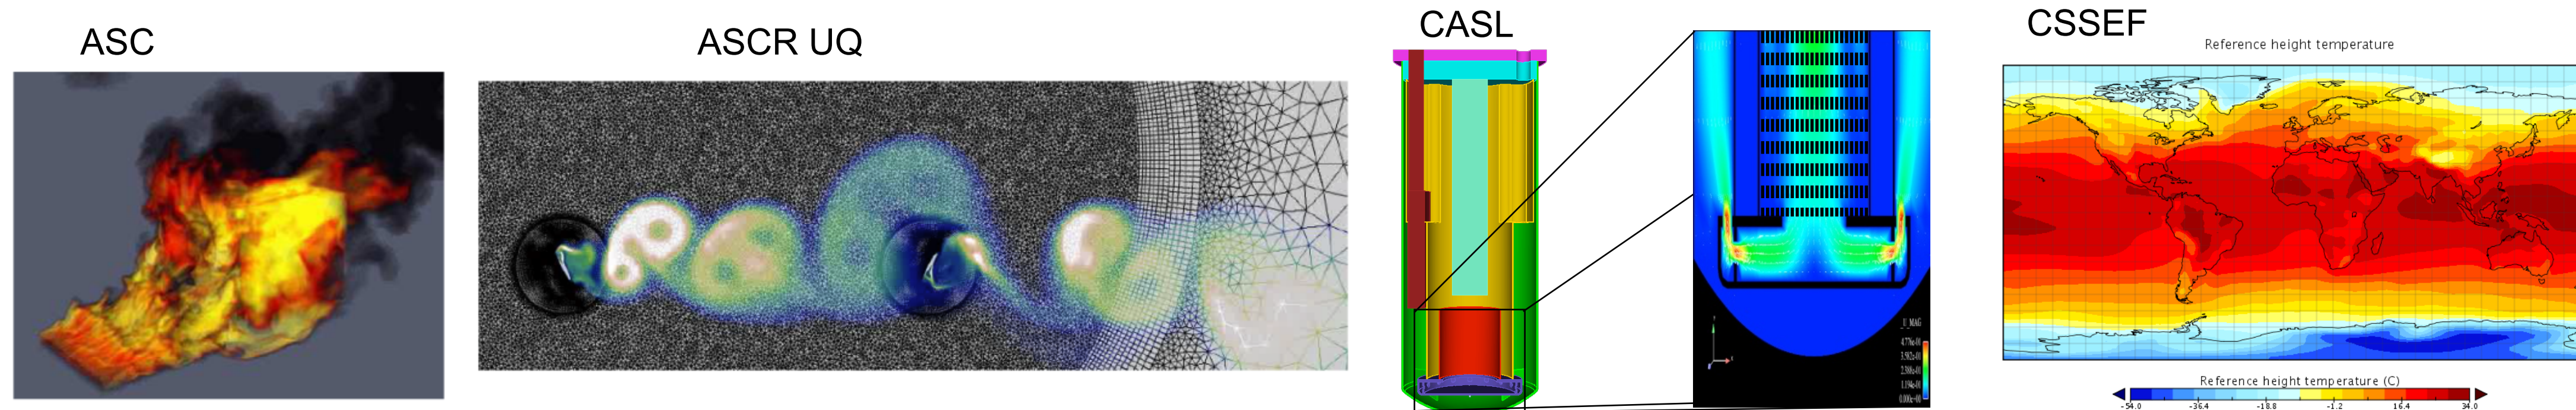 ASC
ASCR UQ
CASL
CSSEF
Reference height temperature
U_MAG
Reference height temperature (C)
-54.0 -36.4 -18.8 -1.2 16.4 34.0